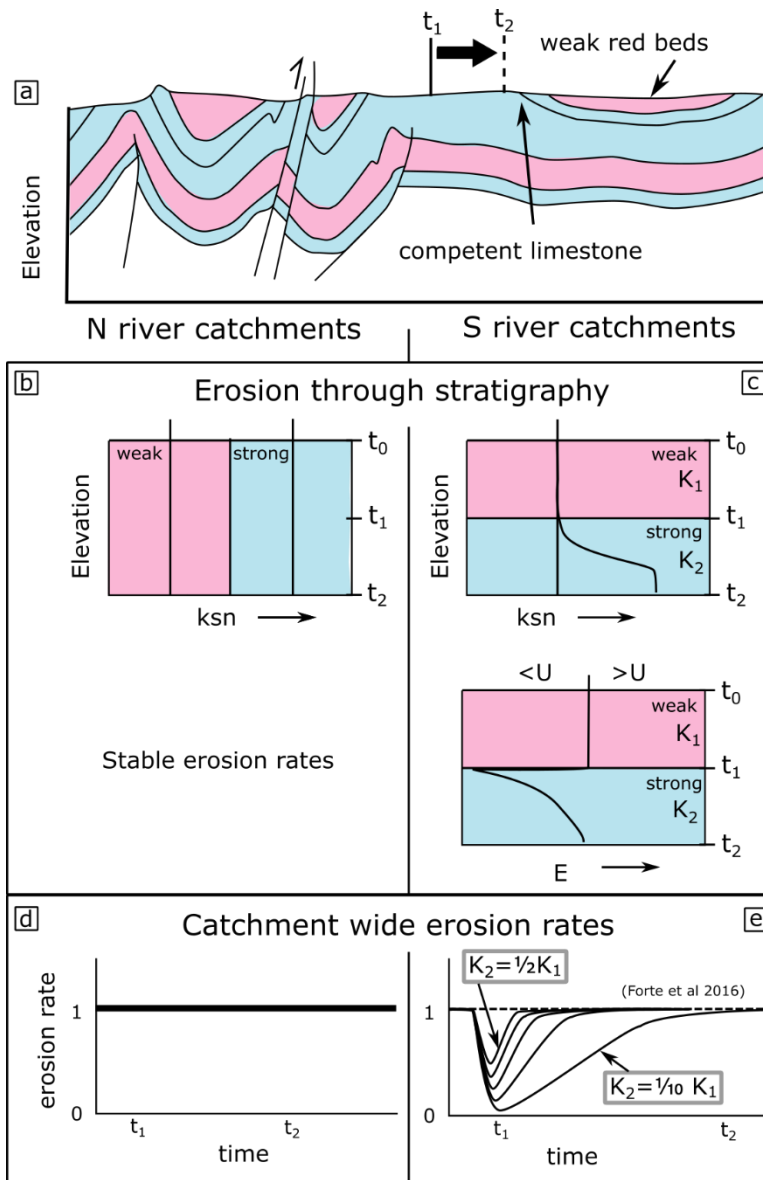 t₁
t₂
weak red beds
a
Elevation
competent limestone
N river catchments
S river catchments
b
Erosion through stratigraphy
c
weak
strong
t₀
t₁
t₂
Elevation
ksn
weak
K₁
strong
K₂
t₀
t₁
t₂
Elevation
ksn
<U
>U
weak
K₁
strong
K₂
t₀
t₁
t₂
E
Stable erosion rates
d
Catchment wide erosion rates
e
erosion rate
1
0
t₁
t₂
time
K₂=½K₁
(Forte et al 2016)
K₂=⅒ K₁
1
0
t₁
t₂
time